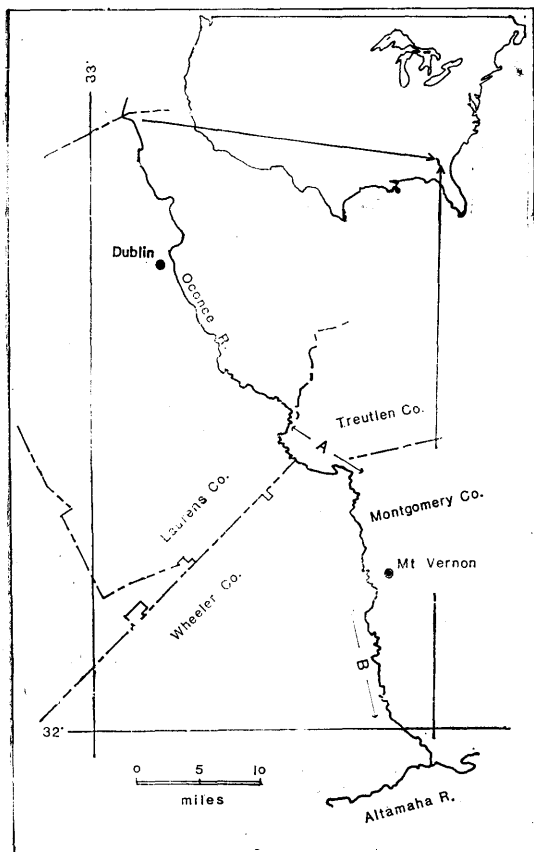 33'
Dublin
Oconee R.
Treutlen Co.
A
Laurens Co.
Montgomery Co.
Mt Vernon
Wheeler Co.
B
32'
0 5 10
miles
Altamaha R.